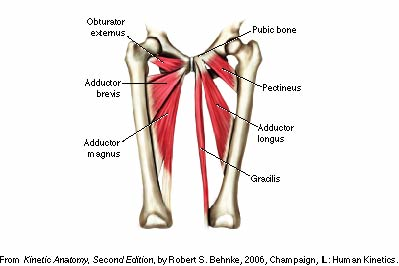 Obturator
externus
Pubic bone
Adductor
brevis
Pectineus
Adductor
magnus
Adductor
longus
Gracilis
From Kinetic Anatomy, Second Edition, by Robert S. Behnke, 2006, Champaign, IL: Human Kinetics.